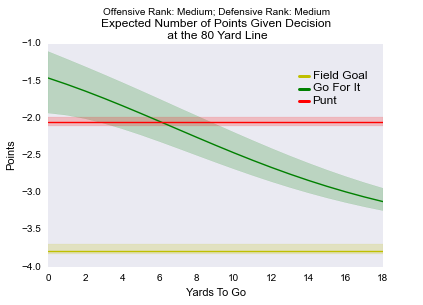 Offensive Rank: Medium; Defensive Rank: Medium
Expected Number of Points Given Decision
at the 80 Yard Line
−1.0
−1.5
−2.0
−2.5
−3.0
−3.5
−4.0
Points
Field Goal
Go For It
Punt
0 2 4 6 8 10 12 14 16 18
Yards To Go